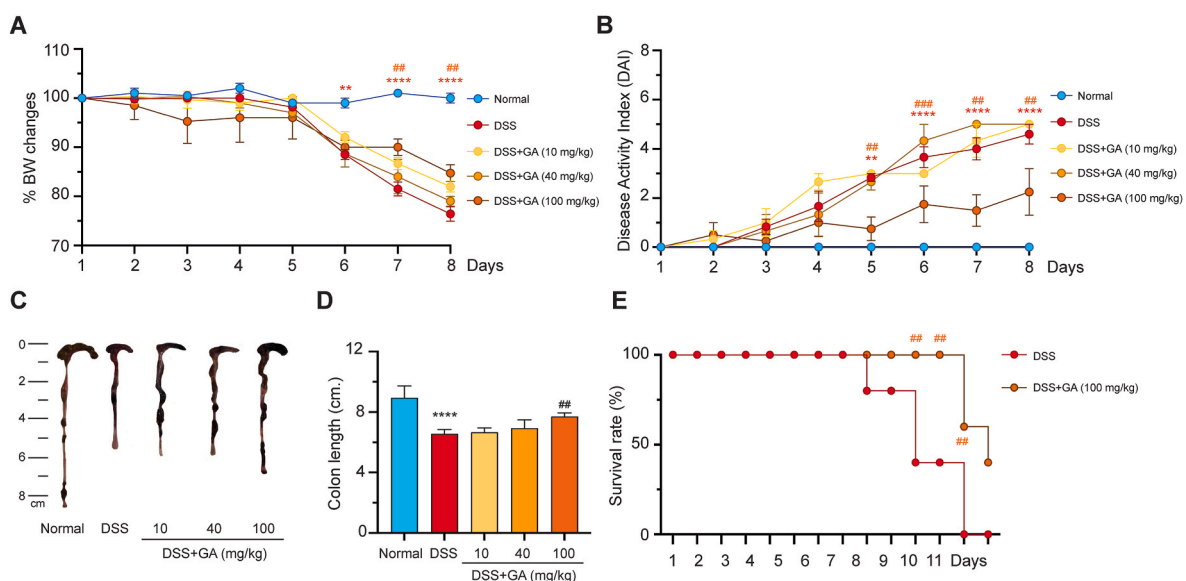 A
% BW changes
110
100
90
80
70
**
##
****
##
****
1 2 3 4 5 6 7 8 Days
Normal
DSS
DSS+GA (10 mg/kg)
DSS+GA (40 mg/kg)
DSS+GA (100 mg/kg)
B
Disease Activity Index (DAI)
8
6
4
2
0
##
**
###
****
##
****
##
****
1 2 3 4 5 6 7 8 Days
Normal
DSS
DSS+GA (10 mg/kg)
DSS+GA (40 mg/kg)
DSS+GA (100 mg/kg)
C
0
2
4
6
8
cm
Normal DSS 10 40 100
DSS+GA (mg/kg)
D
Colon length (cm.)
12
9
6
3
0
****
##
Normal DSS 10 40 100
DSS+GA (mg/kg)
E
Survival rate (%)
100
50
0
## ##
##
1 2 3 4 5 6 7 8 9 10 11 Days
DSS
DSS+GA (100 mg/kg)